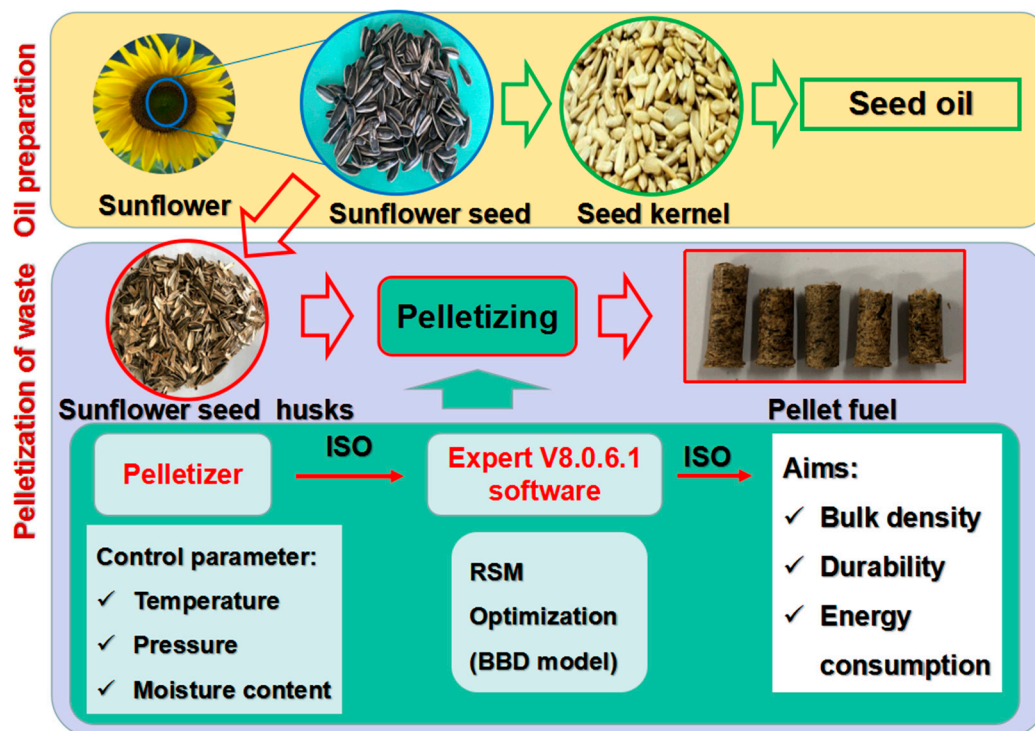 Oil preparation
Seed oil
Sunflower
Sunflower seed
Seed kernel
Pelletization of waste
Pelletizing
Sunflower seed husks
Pellet fuel
Pelletizer
ISO
Expert V8.0.6.1
software
ISO
Aims:
✓ Bulk density
✓ Durability
✓ Energy
consumption
Control parameter:
✓ Temperature
✓ Pressure
✓ Moisture content
RSM
Optimization
(BBD model)